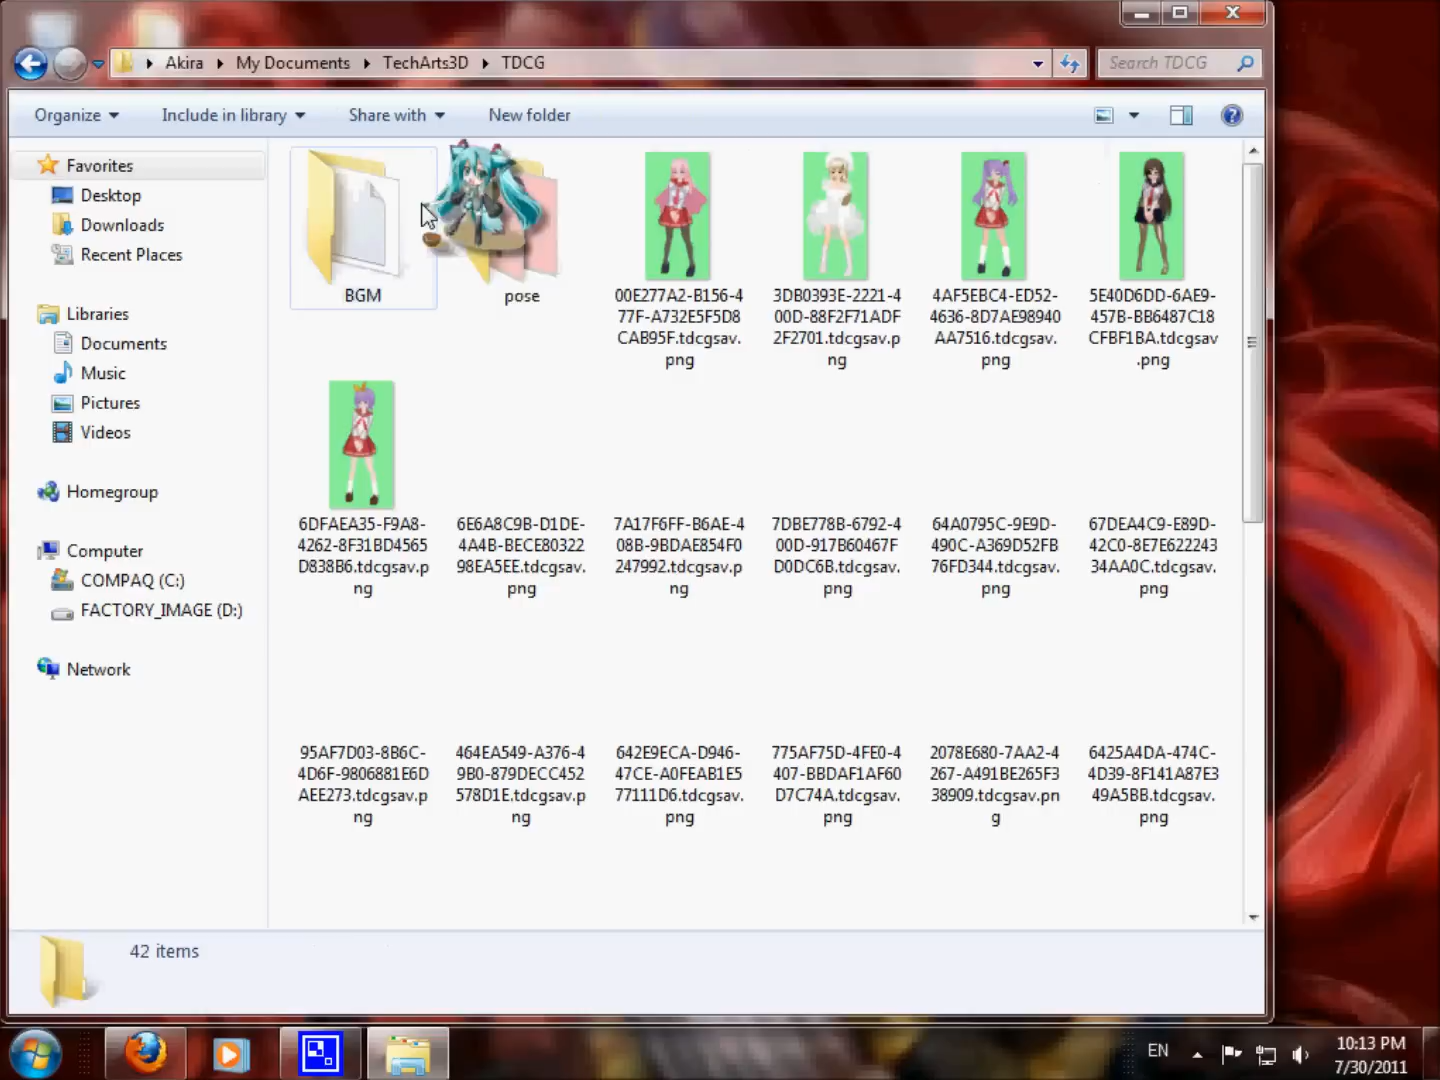 Akira My Documents TechArts3D TDCG
Search TDCG
Organize Include in library Share with New folder
Favorites
Desktop
Downloads
Recent Places
Libraries
Documents
Music
Pictures
Videos
Homegroup
Computer
COMPAQ (C:)
FACTORY_IMAGE (D:)
Network
BGM
pose
00E277A2-B156-4
77F-A732E5F5D8
CAB95F.tdcgsav.
png
3DB0393E-2221-4
00D-88F2F71ADF
2F2701.tdcgsav.p
ng
4AF5EBC4-ED52-
4636-8D7AE98940
AA7516.tdcgsav.
png
5E40D6DD-6AE9-
457B-BB6487C18
CFBF1BA.tdcgsav
.png
6DFAEA35-F9A8-
4262-8F31BD4565
D838B6.tdcgsav.p
ng
6E6A8C9B-D1DE-
4A4B-BECE80322
98EA5EE.tdcgsav.
png
7A17F6FF-B6AE-4
08B-9BDAE854F0
247992.tdcgsav.p
ng
7DBE778B-6792-4
00D-917B60467F
D0DC6B.tdcgsav.
png
64A0795C-9E9D-
490C-A369D52FB
76FD344.tdcgsav.
png
67DEA4C9-E89D-
42C0-8E7E622243
34AA0C.tdcgsav.
png
95AF7D03-8B6C-
4D6F-9806881E6D
AEE273.tdcgsav.p
ng
464EA549-A376-4
9B0-879DECC452
578D1E.tdcgsav.p
ng
642E9ECA-D946-
47CE-A0FEAB1E5
77111D6.tdcgsav.
png
775AF75D-4FE0-4
407-BBDAF1AF60
D7C74A.tdcgsav.
png
2078E680-7AA2-4
267-A491BE265F3
38909.tdcgsav.pn
g
6425A4DA-474C-
4D39-8F141A87E3
49A5BB.tdcgsav.
png
42 items
EN
10:13 PM
7/30/2011